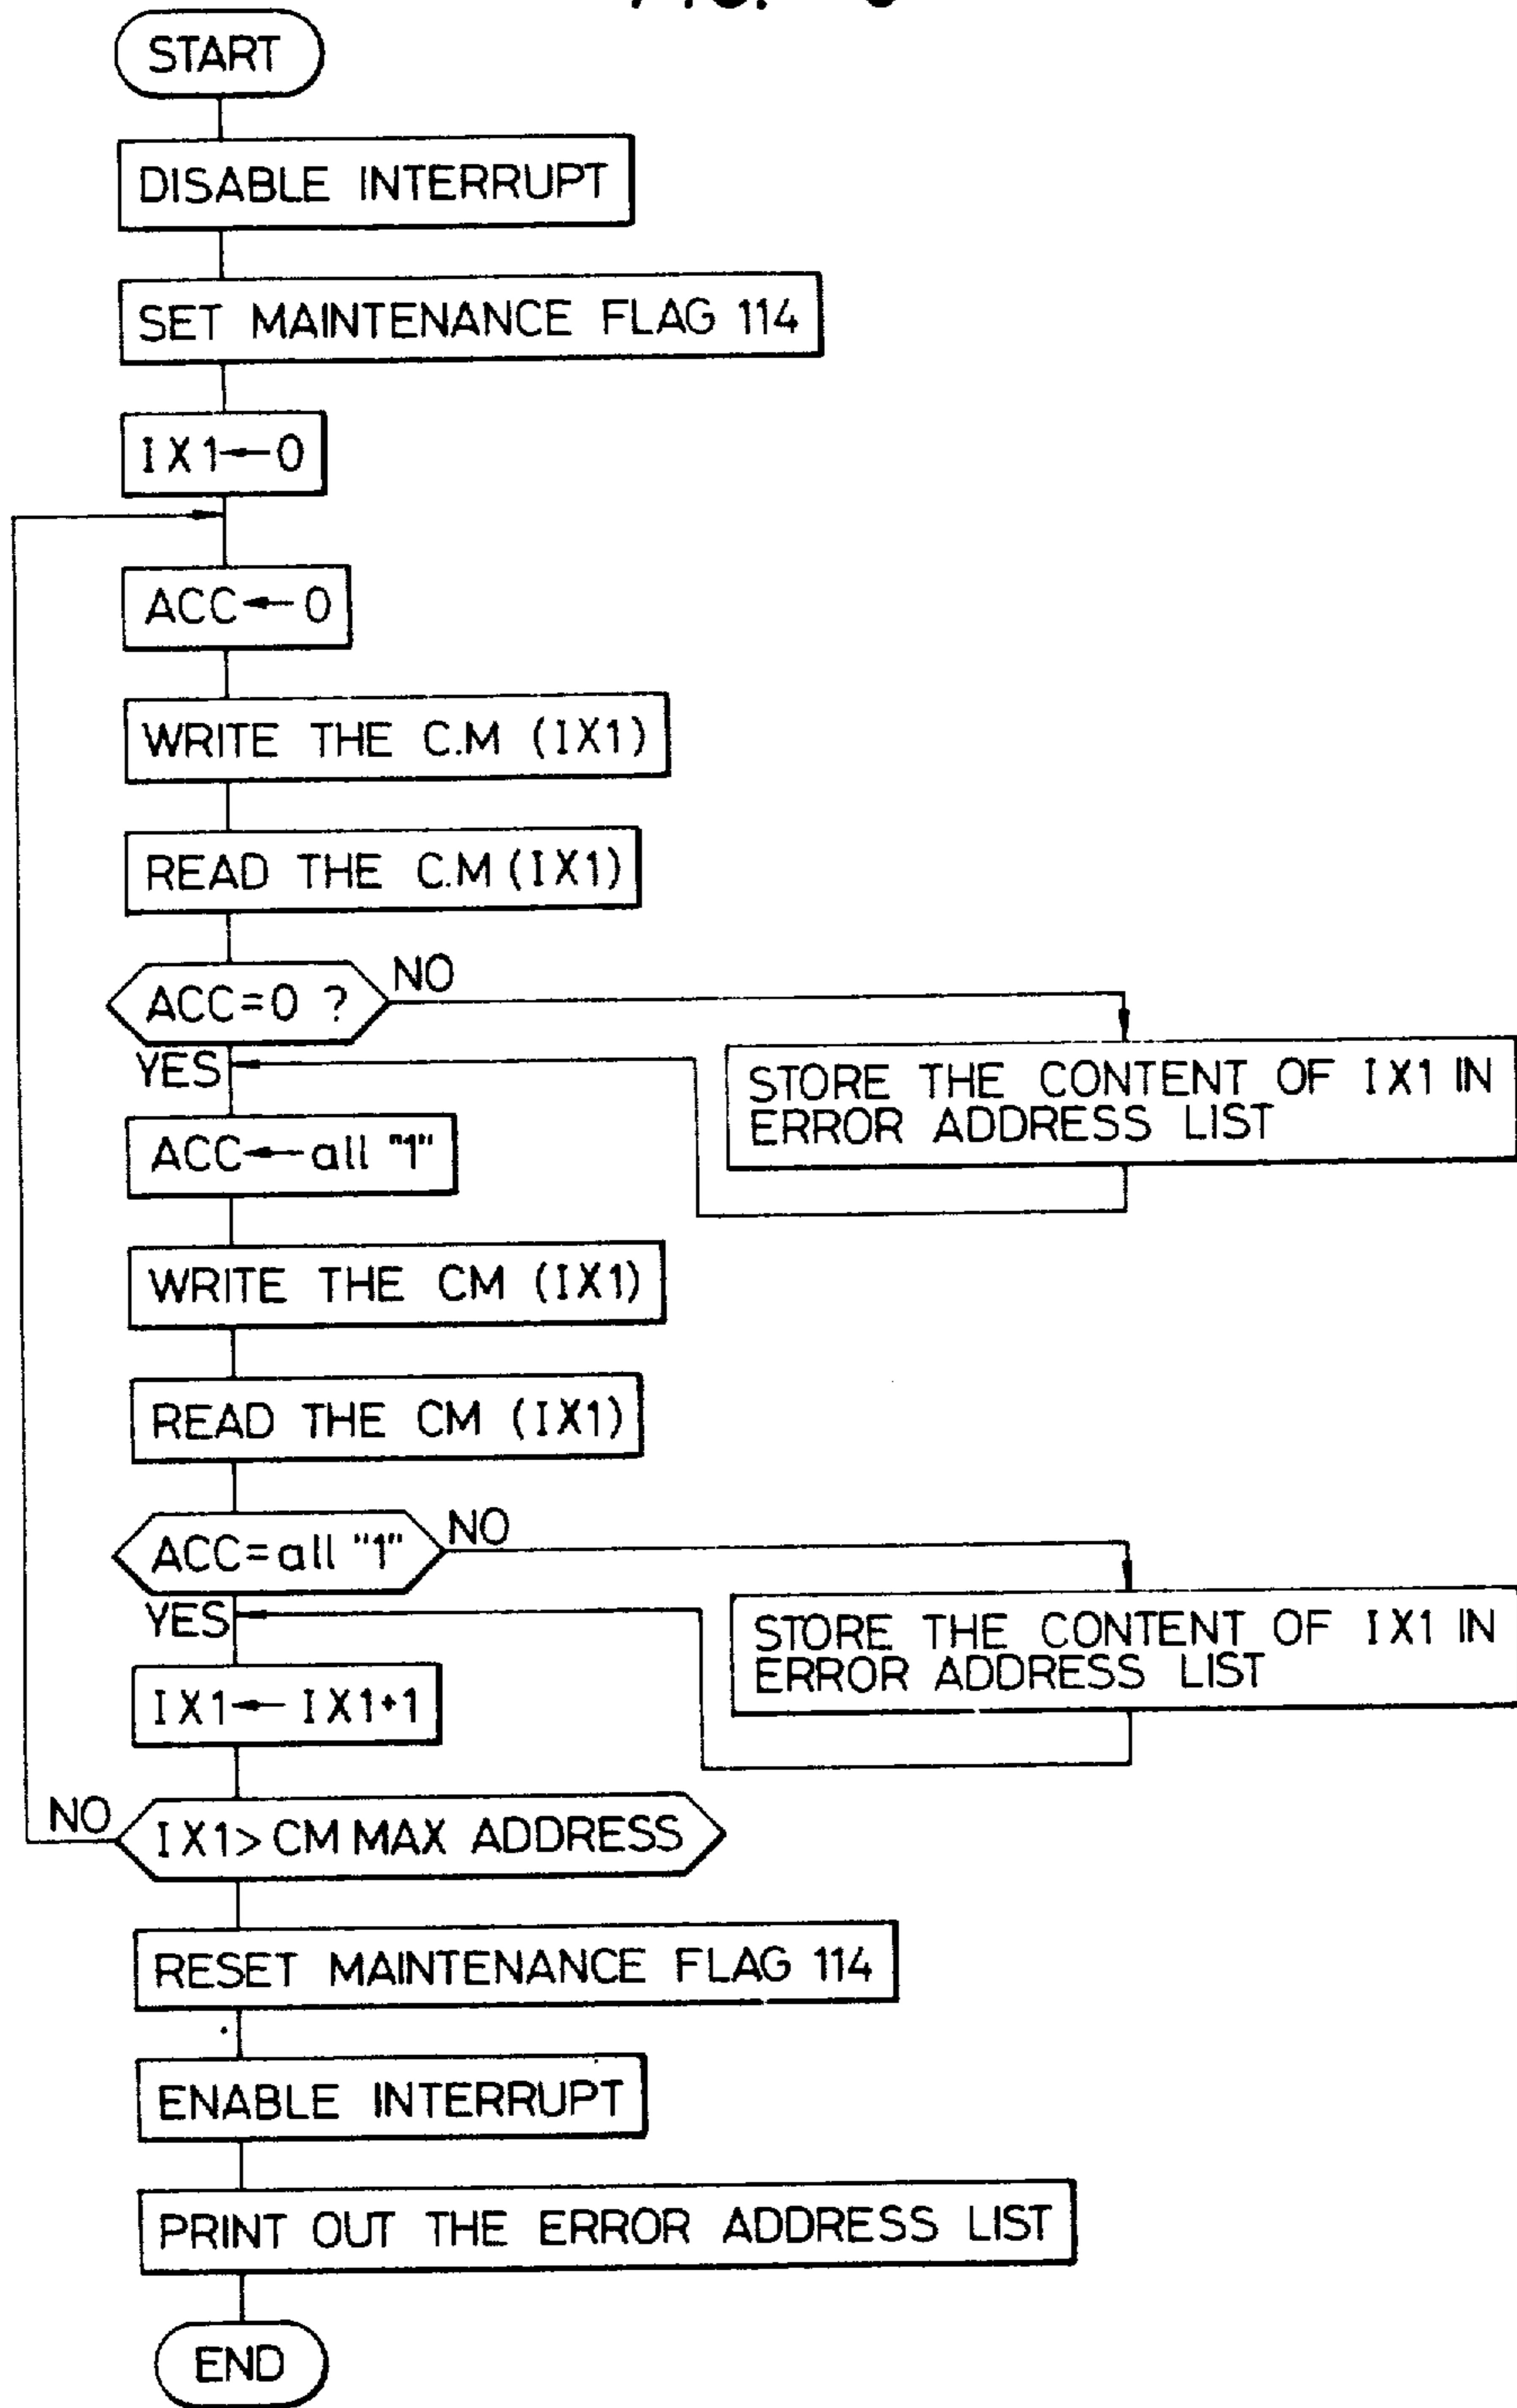 START
DISABLE INTERRUPT
SET MAINTENANCE FLAG 114
IX1←0
ACC←0
WRITE THE C.M (IX1)
READ THE C.M (IX1)
ACC=0 ?
NO
YES
STORE THE CONTENT OF IX1 IN
ERROR ADDRESS LIST
ACC←all "1"
WRITE THE CM (IX1)
READ THE CM (IX1)
ACC=all "1"
NO
YES
STORE THE CONTENT OF IX1 IN
ERROR ADDRESS LIST
IX1← IX1+1
NO
IX1> CM MAX ADDRESS
RESET MAINTENANCE FLAG 114
ENABLE INTERRUPT
PRINT OUT THE ERROR ADDRESS LIST
END